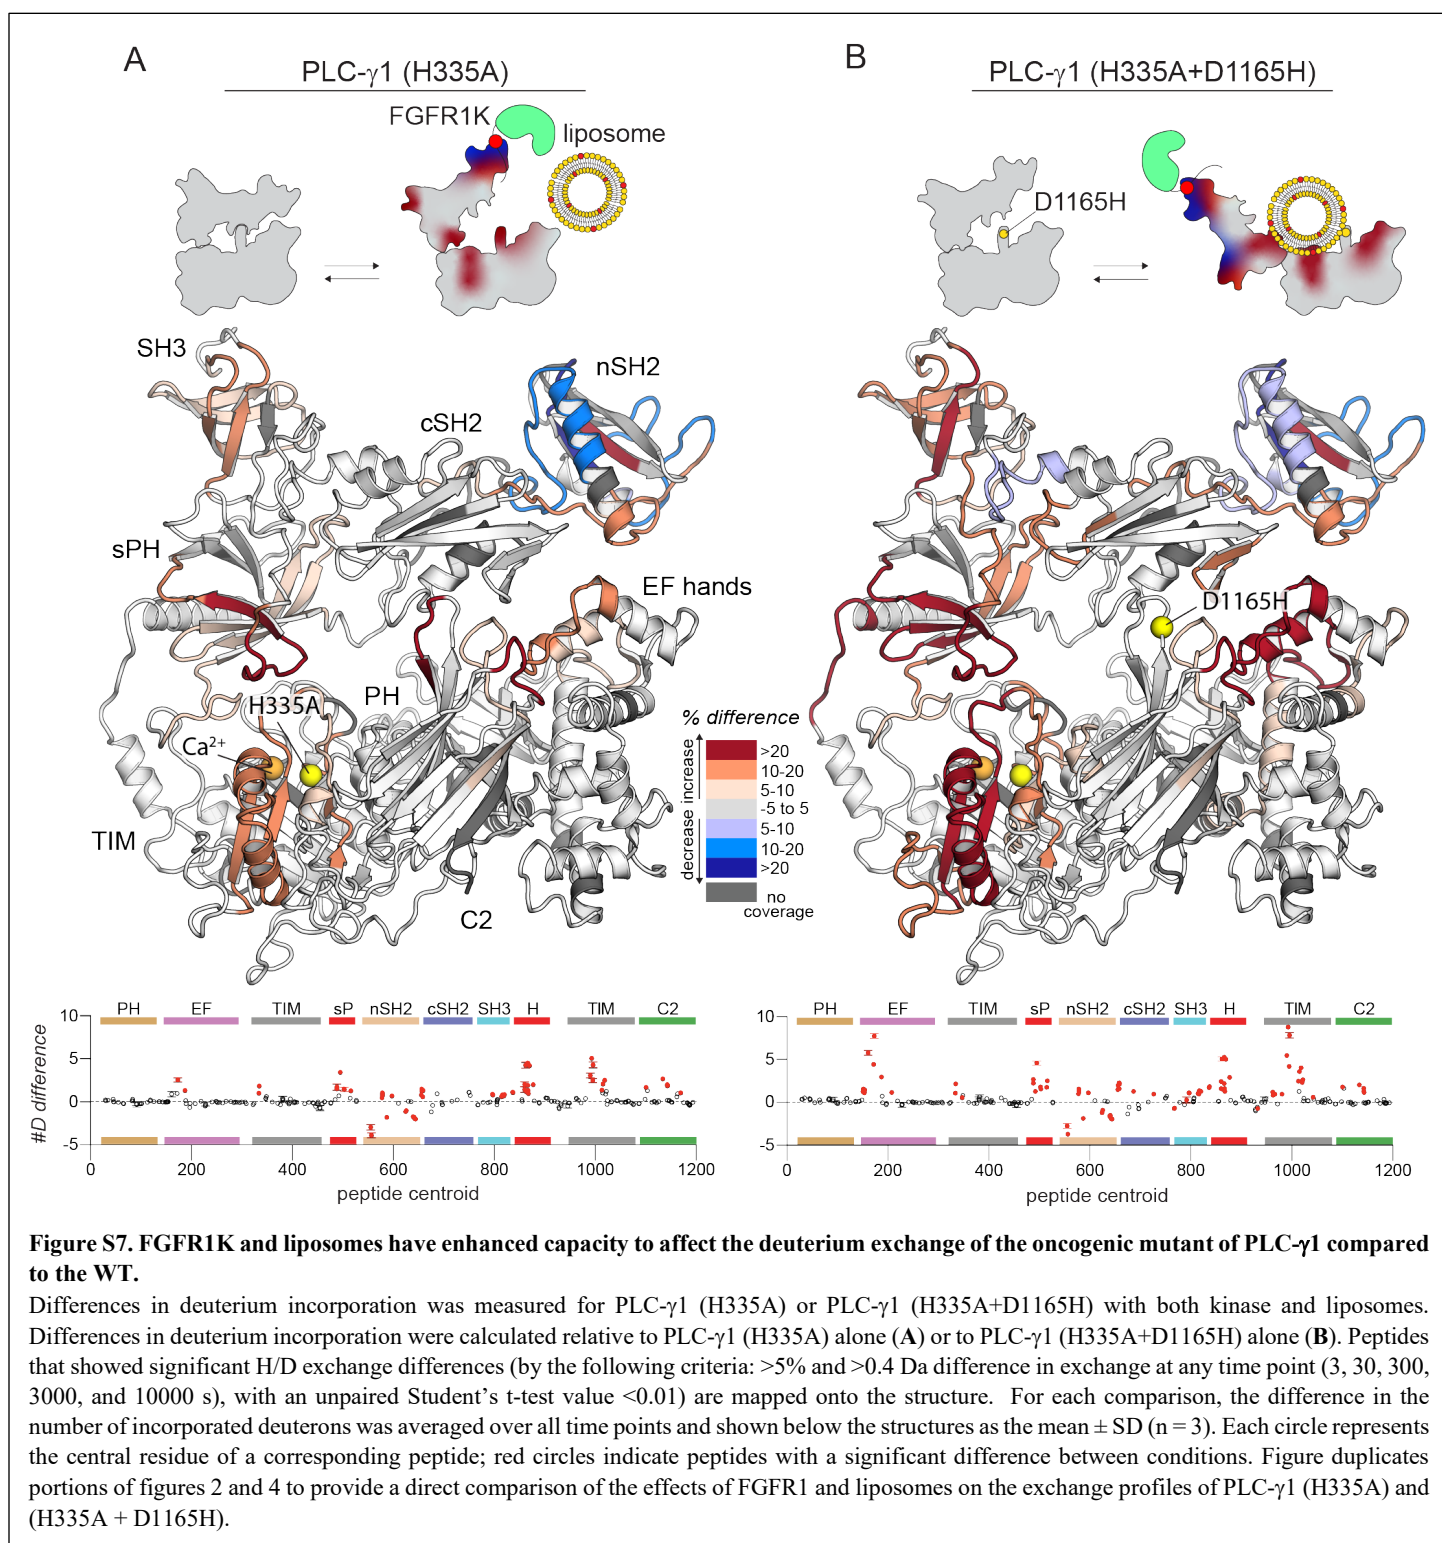 A
PLC-γ1 (H335A)
FGFR1K
liposome
B
PLC-γ1 (H335A+D1165H)
D1165H
SH3
nSH2
cSH2
sPH
EF hands
H335A
PH
Ca²⁺
TIM
C2
D1165H
% difference
decrease increase
>20
10-20
5-10
-5 to 5
5-10
10-20
>20
no
coverage
PH EF TIM sP nSH2 cSH2 SH3 H TIM C2
10
5
0
-5
#D difference
0 200 400 600 800 1000 1200
peptide centroid
PH EF TIM sP nSH2 cSH2 SH3 H TIM C2
10
5
0
-5
0 200 400 600 800 1000 1200
peptide centroid
Figure S7. FGFR1K and liposomes have enhanced capacity to affect the deuterium exchange of the oncogenic mutant of PLC-γ1 compared
to the WT.
Differences in deuterium incorporation was measured for PLC-γ1 (H335A) or PLC-γ1 (H335A+D1165H) with both kinase and liposomes.
Differences in deuterium incorporation were calculated relative to PLC-γ1 (H335A) alone (A) or to PLC-γ1 (H335A+D1165H) alone (B). Peptides
that showed significant H/D exchange differences (by the following criteria: >5% and >0.4 Da difference in exchange at any time point (3, 30, 300,
3000, and 10000 s), with an unpaired Student’s t-test value <0.01) are mapped onto the structure. For each comparison, the difference in the
number of incorporated deuterons was averaged over all time points and shown below the structures as the mean ± SD (n = 3). Each circle represents
the central residue of a corresponding peptide; red circles indicate peptides with a significant difference between conditions. Figure duplicates
portions of figures 2 and 4 to provide a direct comparison of the effects of FGFR1 and liposomes on the exchange profiles of PLC-γ1 (H335A) and
(H335A + D1165H).